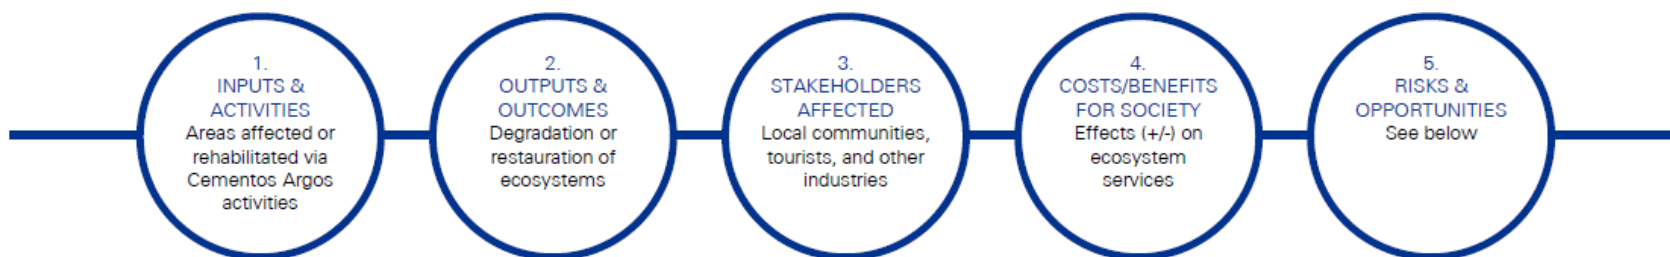 1.
INPUTS &
ACTIVITIES
Areas affected or
rehabilitated via
Cementos Argos
activities
2.
OUTPUTS &
OUTCOMES
Degradation or
restauration of
ecosystems
3.
STAKEHOLDERS
AFFECTED
Local communities,
tourists, and other
industries
4.
COSTS/BENEFITS
FOR SOCIETY
Effects (+/-) on
ecosystem
services
5.
RISKS &
OPPORTUNITIES
See below